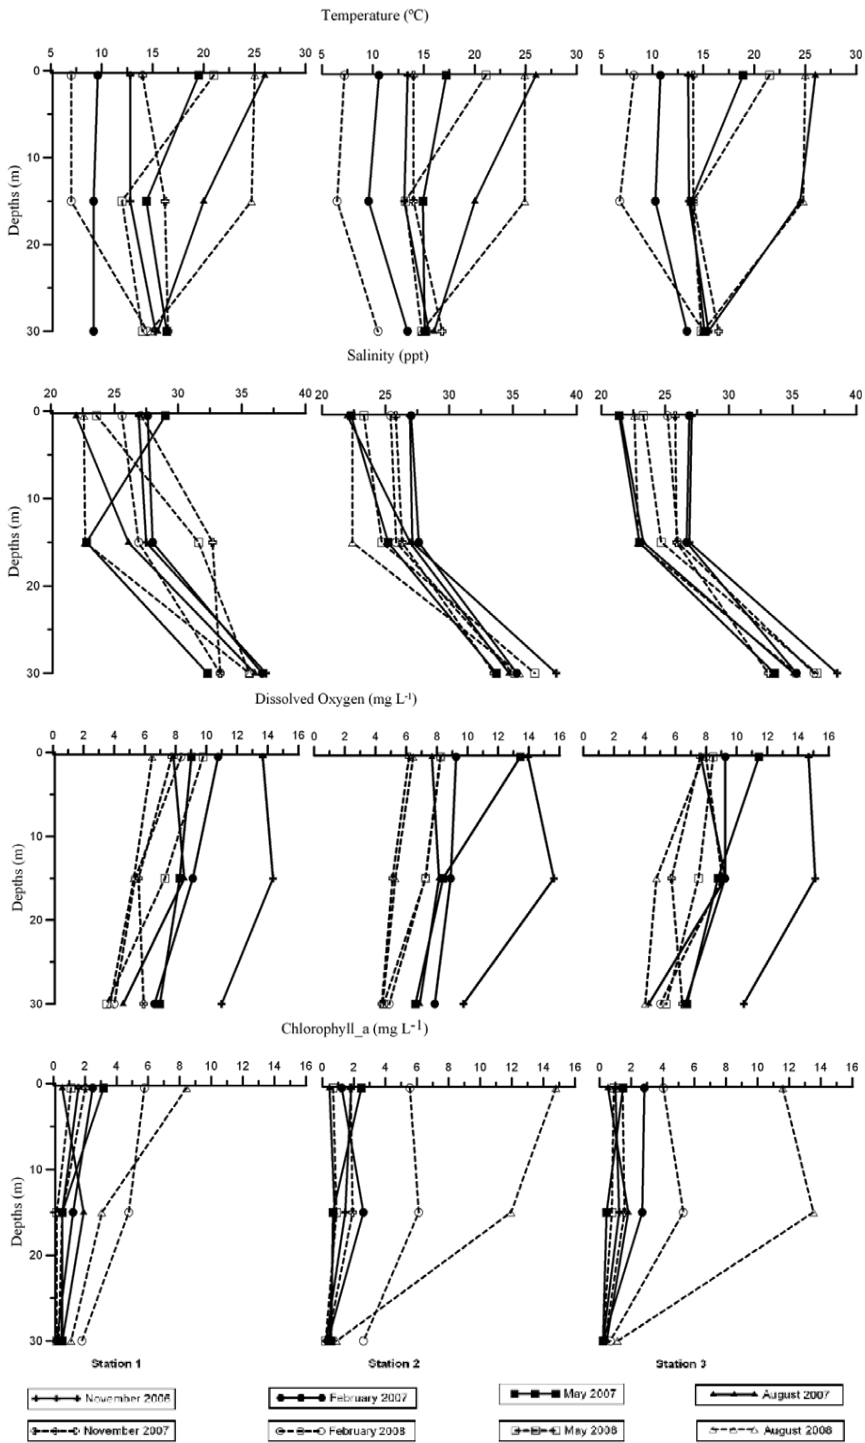 Temperature (ºC)
5 10 15 20 25 30 5 10 15 20 25 30 5 10 15 20 25 30
0
10
20
30
Depths (m)
Salinity (ppt)
20 25 30 35 40 20 25 30 35 40 20 25 30 35 40
0
10
20
30
Depths (m)
Dissolved Oxygen (mg L-1)
0 2 4 6 8 10 12 14 16 0 2 4 6 8 10 12 14 16 0 2 4 6 8 10 12 14 16
0
10
20
30
Depths (m)
Chlorophyll_a (mg L-1)
0 2 4 6 8 10 12 14 16 0 2 4 6 8 10 12 14 16 0 2 4 6 8 10 12 14 16
0
10
20
30
Depths (m)
Station 1 Station 2 Station 3
November 2006 February 2007 May 2007 August 2007
November 2007 February 2008 May 2008 August 2008